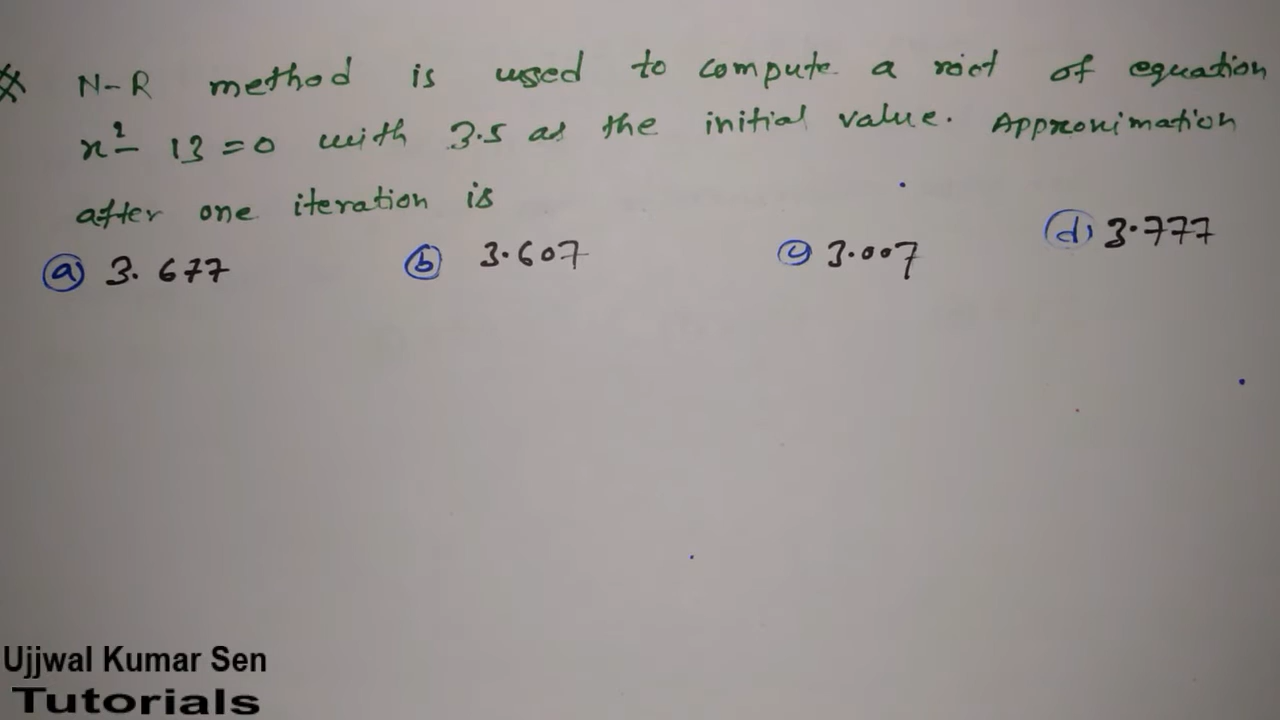 N-R method is used to compute a root of equation
x² - 13 = 0 with 3.5 as the initial value. Approximation
after one iteration is
(a) 3.677 (b) 3.607 (c) 3.007 (d) 3.777
Ujjwal Kumar Sen
Tutorials